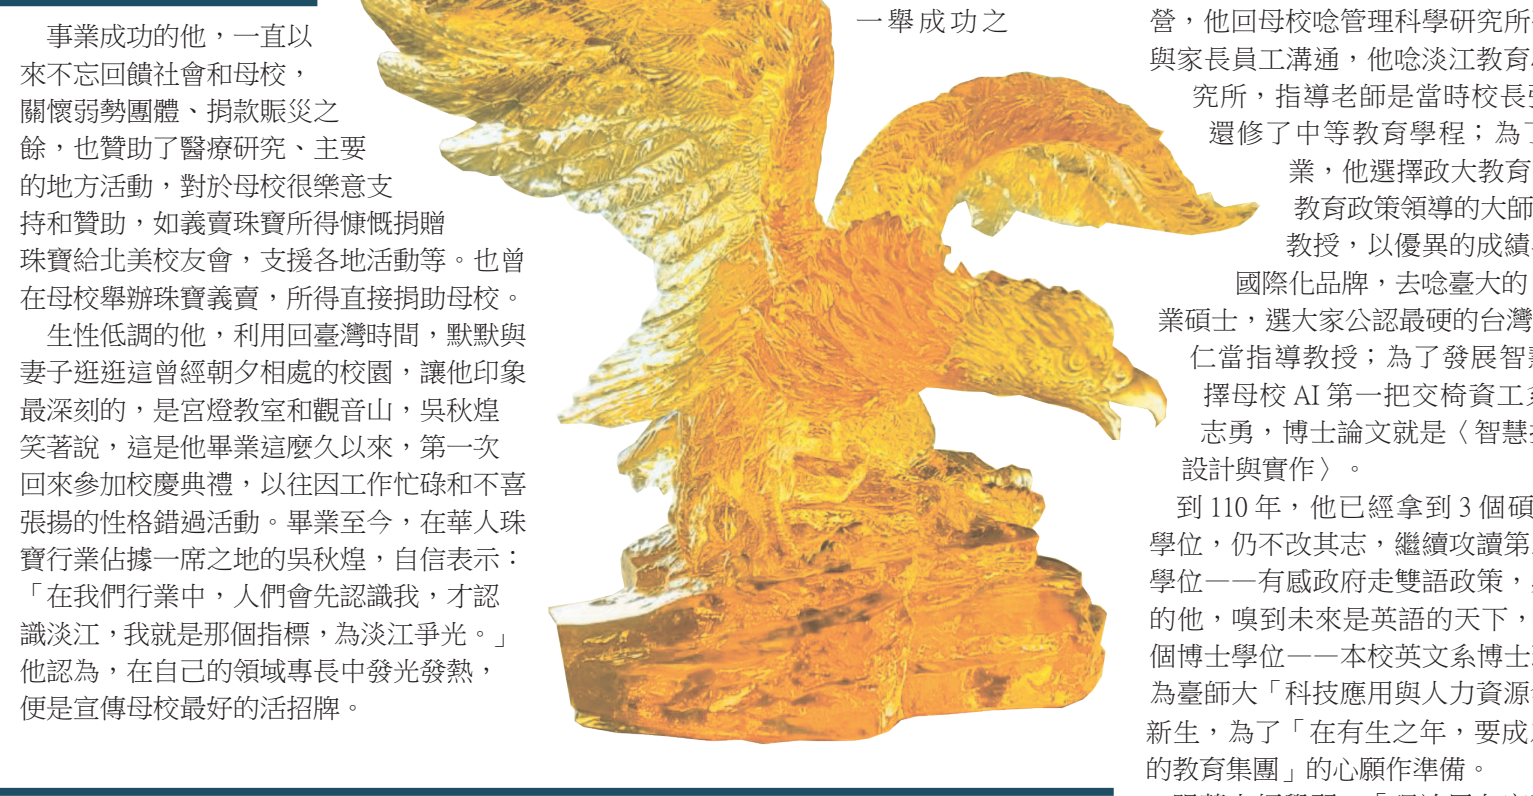 事業成功的他，一直以
來不忘回饋社會和母校，
關懷弱勢團體、捐款賑災之
餘，也贊助了醫療研究、主要
的地方活動，對於母校很樂意支
持和贊助，如義賣珠寶所得慷慨捐贈
珠寶給北美校友會，支援各地活動等。也曾
在母校舉辦珠寶義賣，所得直接捐助母校。
生性低調的他，利用回臺灣時間，默默與
妻子逛逛這曾經朝夕相處的校園，讓他印象
最深刻的，是宮燈教室和觀音山，吳秋煌
笑著說，這是他畢業這麼久以來，第一次
回來參加校慶典禮，以往因工作忙碌和不喜
張揚的性格錯過活動。畢業至今，在華人珠
寶行業佔據一席之地的吳秋煌，自信表示：
「在我們行業中，人們會先認識我，才認
識淡江，我就是那個指標，為淡江爭光。」
他認為，在自己的領域專長中發光發熱，
便是宣傳母校最好的活招牌。
一舉成功之
營，他回母校唸管理科學研究所
與家長員工溝通，他唸淡江教育
究所，指導老師是當時校長
還修了中等教育學程；為
業，他選擇政大教育
教育政策領導的大師
教授，以優異的成績
國際化品牌，去唸臺大的
業碩士，選大家公認最硬的台灣
仁當指導教授；為了發展智
擇母校 AI 第一把交椅資工
志勇，博士論文就是〈智慧
設計與實作〉。
到 110 年，他已經拿到 3 個碩
學位，仍不改其志，繼續攻讀第
學位——有感政府走雙語政策，
的他，嗅到未來是英語的天下，
個博士學位——本校英文系博士
為臺師大「科技應用與人力資源
新生，為了「在有生之年，要成
的教育集團」的心願作準備。